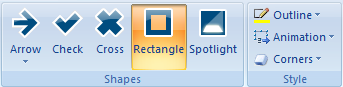 Arrow Check Cross Rectangle Spotlight
Shapes
Outline
Animation
Corners
Style